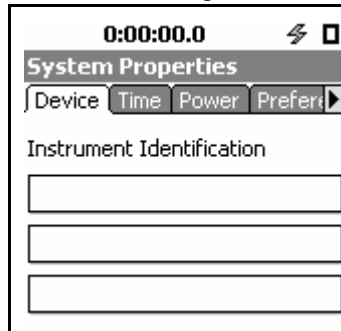 0:00:00.0
System Properties
Device Time Power Prefere
Instrument Identification